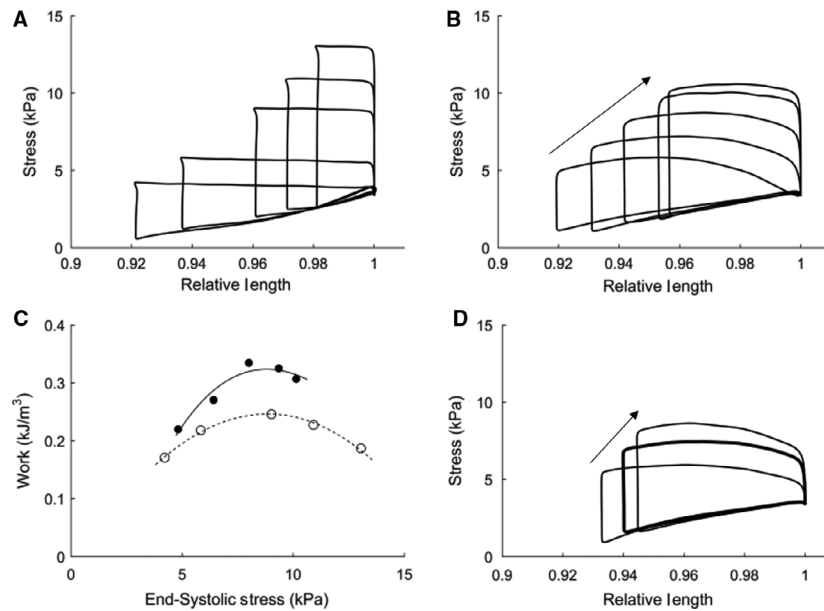 A
15
10
5
0
Stress (kPa)
0.9 0.92 0.94 0.96 0.98 1
Relative length
B
15
10
5
0
Stress (kPa)
0.9 0.92 0.94 0.96 0.98 1
Relative length
C
0.4
0.3
0.2
0.1
0
Work (kJ/m³)
0 5 10 15
End-Systolic stress (kPa)
D
15
10
5
0
Stress (kPa)
0.9 0.92 0.94 0.96 0.98 1
Relative length